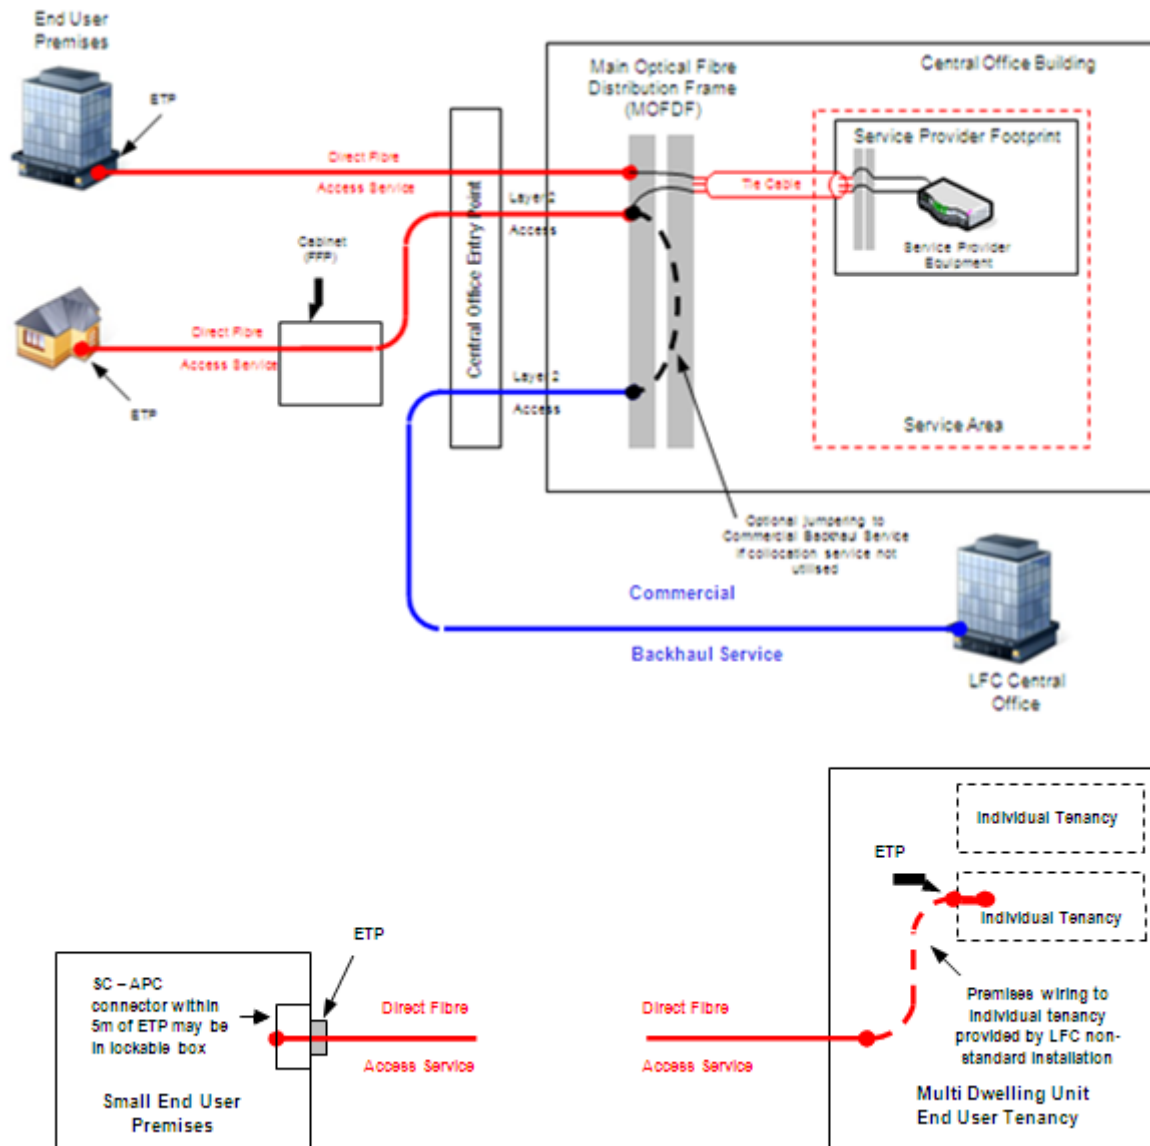 End User
Premises
ETP
Main Optical Fibre
Distribution Frame
(MOFDF)
Central Office Building
Service Provider Footprint
Direct Fibre
Access Service
Central Office Entry Point
Layer 2
Access
Tie Cable
Service Provider
Equipment
Cabinet
(FFP)
Direct Fibre
Access Service
ETP
Layer 2
Access
Service Area
Optional jumpering to
Commercial Backhaul Service
if collocation service not
utilised
Commercial
Backhaul Service
LFC Central
Office
Individual Tenancy
ETP
Individual Tenancy
ETP
SC – APC
connector within
5m of ETP may be
in lockable box
Direct Fibre
Access Service
Direct Fibre
Access Service
Premises wiring to
individual tenancy
provided by LFC non-
standard installation
Small End User
Premises
Multi Dwelling Unit
End User Tenancy